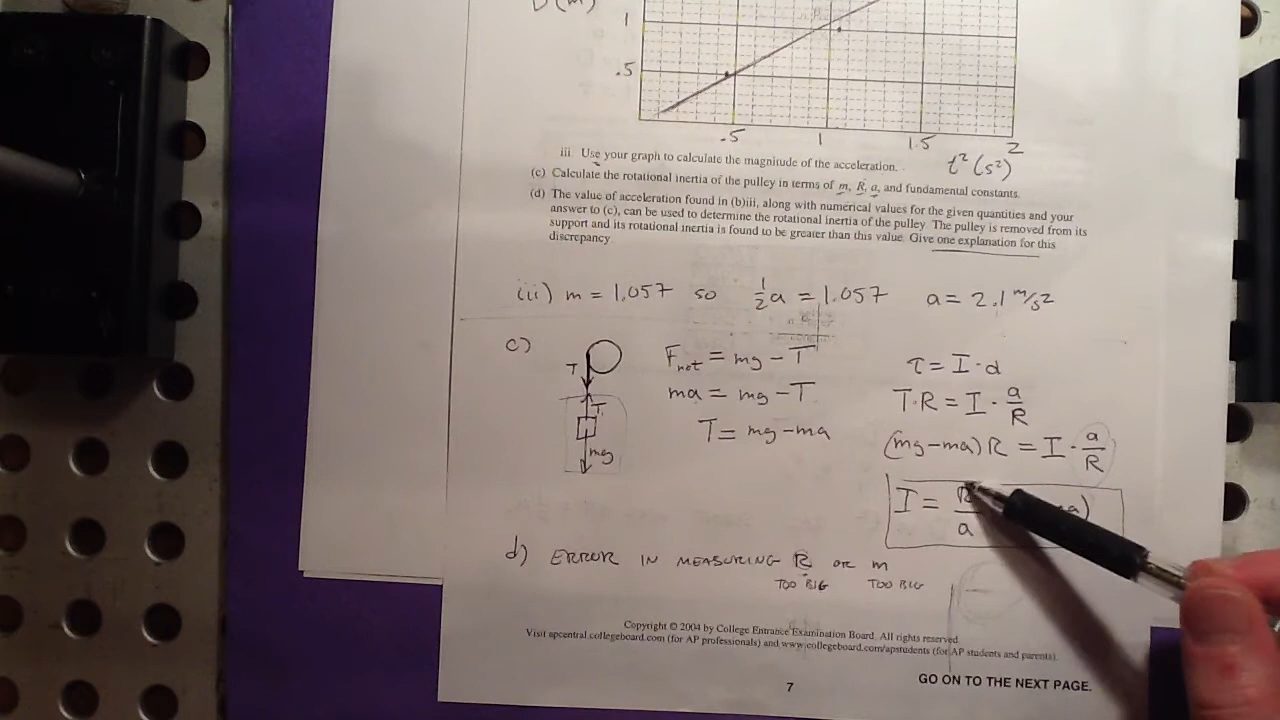 D(m)
1
.5
.5 1 1.5 2
t² (s²)
iii. Use your graph to calculate the magnitude of the acceleration.
(c) Calculate the rotational inertia of the pulley in terms of m, R, a, and fundamental constants.
(d) The value of acceleration found in (b)iii, along with numerical values for the given quantities and your
answer to (c), can be used to determine the rotational inertia of the pulley. The pulley is removed from its
support and its rotational inertia is found to be greater than this value. Give one explanation for this
discrepancy.
(iii) m = 1.057 so ½a = 1.057 a = 2.1 m/s²
c)
T
T
mg
Fnet = mg - T
ma = mg - T
T = mg - ma
τ = I · α
T·R = I · a/R
(mg-ma)R = I · a/R
I = R /a a)
d) ERROR IN MEASURING R OR m
TOO BIG TOO BIG
Copyright © 2004 by College Entrance Examination Board. All rights reserved.
Visit apcentral.collegeboard.com (for AP professionals) and www.collegeboard.com/apstudents (for AP students and parents).
7
GO ON TO THE NEXT PAGE.